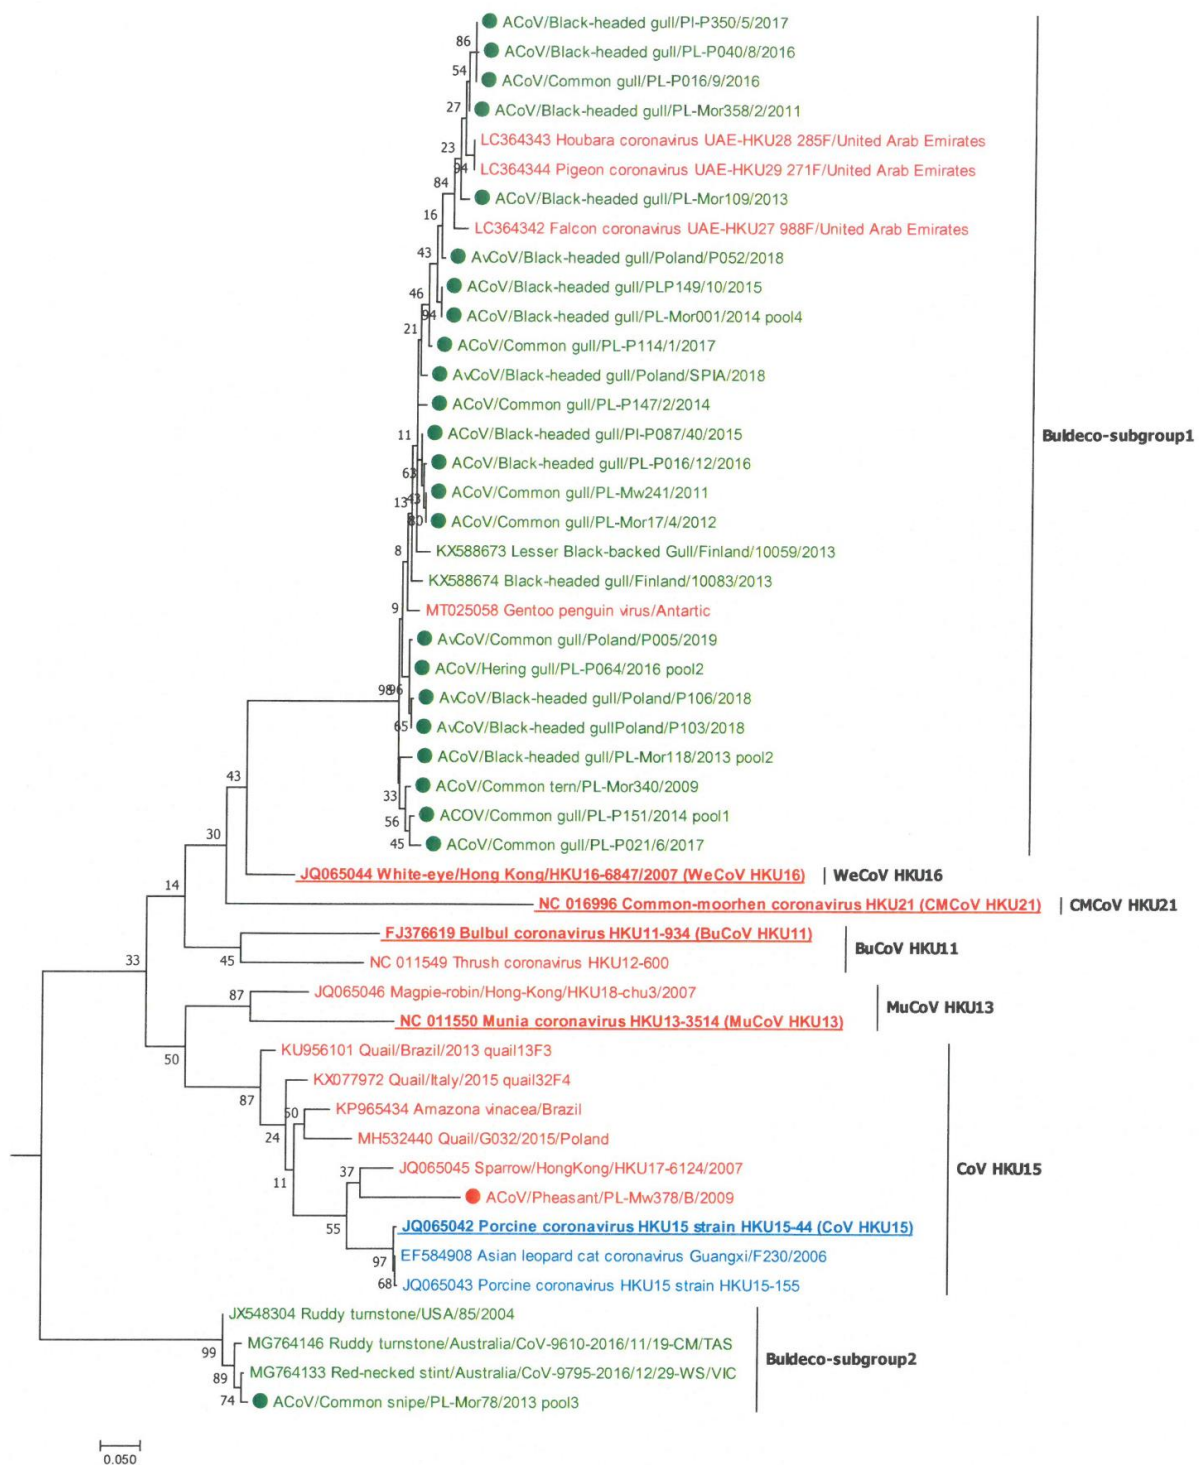 ACoV/Black-headed gull/Pl-P350/5/2017
86
ACoV/Black-headed gull/PL-P040/8/2016
54
ACoV/Common gull/PL-P016/9/2016
27
ACoV/Black-headed gull/PL-Mor358/2/2011
LC364343 Houbara coronavirus UAE-HKU28 285F/United Arab Emirates
23
94
LC364344 Pigeon coronavirus UAE-HKU29 271F/United Arab Emirates
84
ACoV/Black-headed gull/PL-Mor109/2013
16
LC364342 Falcon coronavirus UAE-HKU27 988F/United Arab Emirates
43
AvCoV/Black-headed gull/Poland/P052/2018
46
ACoV/Black-headed gull/PLP149/10/2015
94
ACoV/Black-headed gull/PL-Mor001/2014 pool4
21
ACoV/Common gull/PL-P114/1/2017
AvCoV/Black-headed gull/Poland/SPIA/2018
ACoV/Common gull/PL-P147/2/2014
11
ACoV/Black-headed gull/Pl-P087/40/2015
Buldeco-subgroup1
63
ACoV/Black-headed gull/PL-P016/12/2016
43
ACoV/Common gull/PL-Mw241/2011
13
80
ACoV/Common gull/PL-Mor17/4/2012
8
KX588673 Lesser Black-backed Gull/Finland/10059/2013
KX588674 Black-headed gull/Finland/10083/2013
9
MT025058 Gentoo penguin virus/Antartic
AvCoV/Common gull/Poland/P005/2019
ACoV/Hering gull/PL-P064/2016 pool2
98
96
AvCoV/Black-headed gull/Poland/P106/2018
65
AvCoV/Black-headed gullPoland/P103/2018
ACoV/Black-headed gull/PL-Mor118/2013 pool2
33
ACoV/Common tern/PL-Mor340/2009
56
ACOV/Common gull/PL-P151/2014 pool1
45
ACoV/Common gull/PL-P021/6/2017
43
30
JQ065044 White-eye/Hong Kong/HKU16-6847/2007 (WeCoV HKU16)
WeCoV HKU16
14
NC 016996 Common-moorhen coronavirus HKU21 (CMCoV HKU21)
CMCoV HKU21
FJ376619 Bulbul coronavirus HKU11-934 (BuCoV HKU11)
BuCoV HKU11
33
45
NC 011549 Thrush coronavirus HKU12-600
87
JQ065046 Magpie-robin/Hong-Kong/HKU18-chu3/2007
MuCoV HKU13
NC 011550 Munia coronavirus HKU13-3514 (MuCoV HKU13)
50
KU956101 Quail/Brazil/2013 quail13F3
87
KX077972 Quail/Italy/2015 quail32F4
50
KP965434 Amazona vinacea/Brazil
24
MH532440 Quail/G032/2015/Poland
11
37
JQ065045 Sparrow/HongKong/HKU17-6124/2007
CoV HKU15
ACoV/Pheasant/PL-Mw378/B/2009
55
JQ065042 Porcine coronavirus HKU15 strain HKU15-44 (CoV HKU15)
97
EF584908 Asian leopard cat coronavirus Guangxi/F230/2006
68
JQ065043 Porcine coronavirus HKU15 strain HKU15-155
JX548304 Ruddy turnstone/USA/85/2004
99
MG764146 Ruddy turnstone/Australia/CoV-9610-2016/11/19-CM/TAS
Buldeco-subgroup2
89
MG764133 Red-necked stint/Australia/CoV-9795-2016/12/29-WS/VIC
74
ACoV/Common snipe/PL-Mor78/2013 pool3
0.050